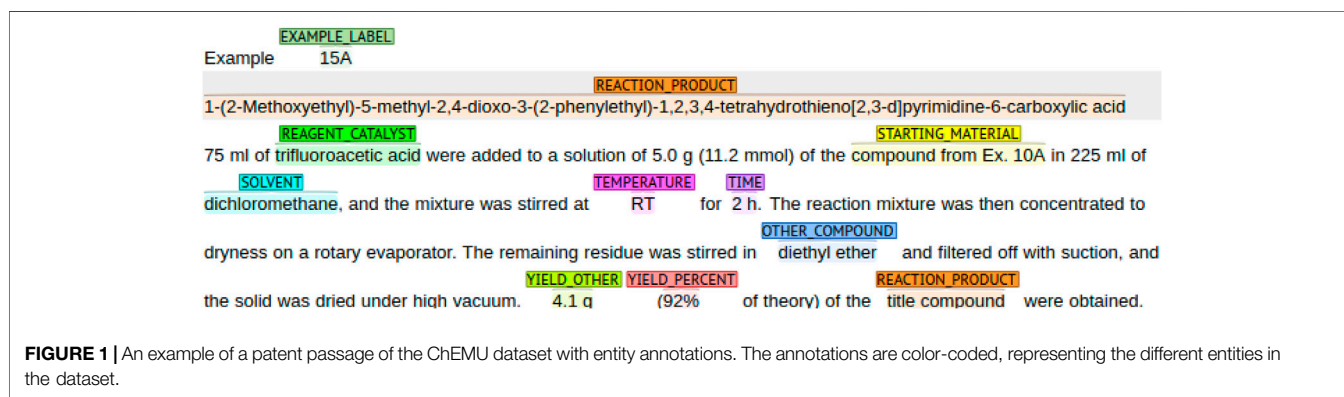 EXAMPLE_LABEL
Example 15A
REACTION_PRODUCT
1-(2-Methoxyethyl)-5-methyl-2,4-dioxo-3-(2-phenylethyl)-1,2,3,4-tetrahydrothieno[2,3-d]pyrimidine-6-carboxylic acid
REAGENT_CATALYST STARTING_MATERIAL
75 ml of trifluoroacetic acid were added to a solution of 5.0 g (11.2 mmol) of the compound from Ex. 10A in 225 ml of
SOLVENT TEMPERATURE TIME
dichloromethane, and the mixture was stirred at RT for 2 h. The reaction mixture was then concentrated to
OTHER_COMPOUND
dryness on a rotary evaporator. The remaining residue was stirred in diethyl ether and filtered off with suction, and
YIELD_OTHER YIELD_PERCENT REACTION_PRODUCT
the solid was dried under high vacuum. 4.1 g (92% of theory) of the title compound were obtained.
FIGURE 1 | An example of a patent passage of the ChEMU dataset with entity annotations. The annotations are color-coded, representing the different entities in
the dataset.